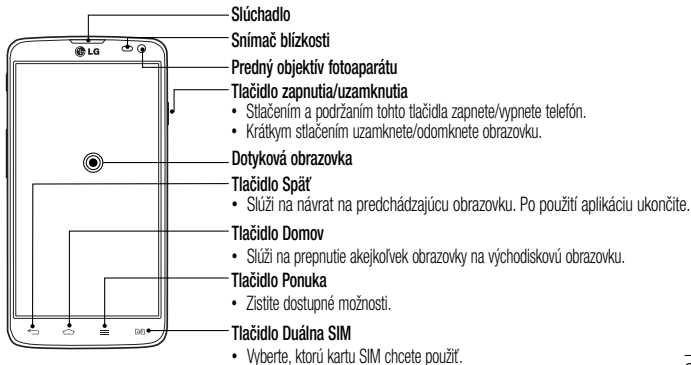 Slúchadlo
Snímač blízkosti
LG
Predný objektív fotoaparátu
Tlačidlo zapnutia/uzamknutia
• Stlačením a podržaním tohto tlačidla zapnete/vypnete telefón.
• Krátkym stlačením uzamknete/odomknete obrazovku.
Dotyková obrazovka
Tlačidlo Späť
• Slúži na návrat na predchádzajúcu obrazovku. Po použití aplikáciu ukončite.
Tlačidlo Domov
• Slúži na prepnutie akejkoľvek obrazovky na východiskovú obrazovku.
Tlačidlo Ponuka
• Zistite dostupné možnosti.
Tlačidlo Duálna SIM
• Vyberte, ktorú kartu SIM chcete použiť.